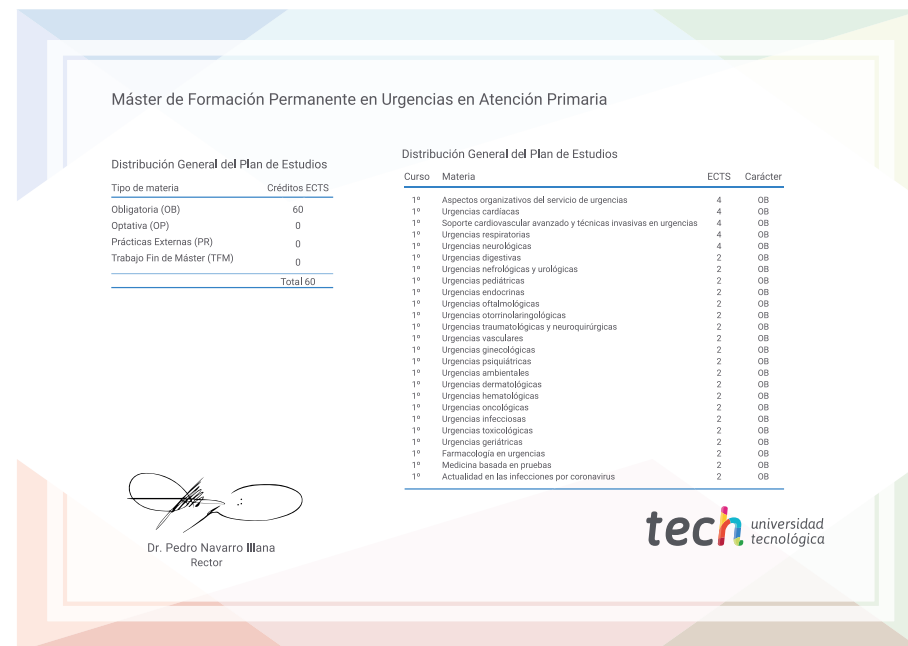 Máster de Formación Permanente en Urgencias en Atención Primaria
Distribución General del Plan de Estudios
Tipo de materia Créditos ECTS
Obligatoria (OB) 60
Optativa (OP) 0
Prácticas Externas (PR) 0
Trabajo Fin de Máster (TFM) 0
Total 60
Distribución General del Plan de Estudios
Curso Materia ECTS Carácter
1º Aspectos organizativos del servicio de urgencias 4 OB
1º Urgencias cardíacas 4 OB
1º Soporte cardiovascular avanzado y técnicas invasivas en urgencias 4 OB
1º Urgencias respiratorias 4 OB
1º Urgencias neurológicas 4 OB
1º Urgencias digestivas 2 OB
1º Urgencias nefrológicas y urológicas 2 OB
1º Urgencias pediátricas 2 OB
1º Urgencias endocrinas 2 OB
1º Urgencias oftalmológicas 2 OB
1º Urgencias otorrinolaringológicas 2 OB
1º Urgencias traumatológicas y neuroquirúrgicas 2 OB
1º Urgencias vasculares 2 OB
1º Urgencias ginecológicas 2 OB
1º Urgencias psiquiátricas 2 OB
1º Urgencias ambientales 2 OB
1º Urgencias dermatológicas 2 OB
1º Urgencias hematológicas 2 OB
1º Urgencias oncológicas 2 OB
1º Urgencias infecciosas 2 OB
1º Urgencias toxicológicas 2 OB
1º Urgencias geriátricas 2 OB
1º Farmacología en urgencias 2 OB
1º Medicina basada en pruebas 2 OB
1º Actualidad en las infecciones por coronavirus 2 OB
Dr. Pedro Navarro Illana
Rector
tech universidad
tecnológica